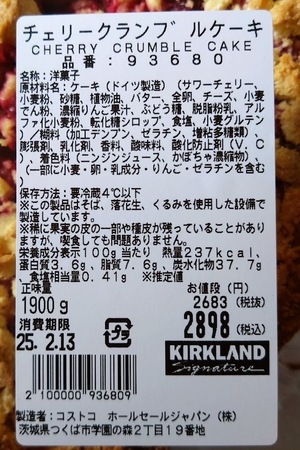 チェリークランブルケーキ
CHERRY CRUMBLE CAKE
品番:93680
名称:洋菓子
原材料名:ケーキ(ドイツ製造)(サワーチェリー、
小麦粉、砂糖、植物油、バター、全卵、チーズ、小麦
でん粉、濃縮りんご果汁、ぶどう糖、脱脂粉乳、アル
ファ化小麦粉、転化糖シロップ、食塩、小麦グルテン
)/糊料(加工デンプン、ゼラチン、増粘多糖類)、
膨張剤、乳化剤、香料、酸味料、酸化防止剤(V.C
)、着色料(ニンジンジュース、かぼちゃ濃縮物)、
(一部に小麦・卵・乳成分・りんご・ゼラチンを含む
)
保存方法:要冷蔵4℃以下
※この製品はそば、落花生、くるみを使用した設備で
製造しています。
※稀に果実の皮の一部や種皮が残っていることがあり
ますが、喫食しても問題ありません。
栄養成分表示100g当たり 熱量237kcal、
蛋白質3.6g、脂質7.6g、炭水化物37.7g
、食塩相当量0.41g ※推定値
正味量 お値段(円)
1900g 2683(税抜)
消費期限 2898(税込)
25.2.13
プラ
KIRKLAND
Signature
2 100000 936809
製造者:コストコ ホールセールジャパン(株)
茨城県つくば市学園の森2丁目19番地